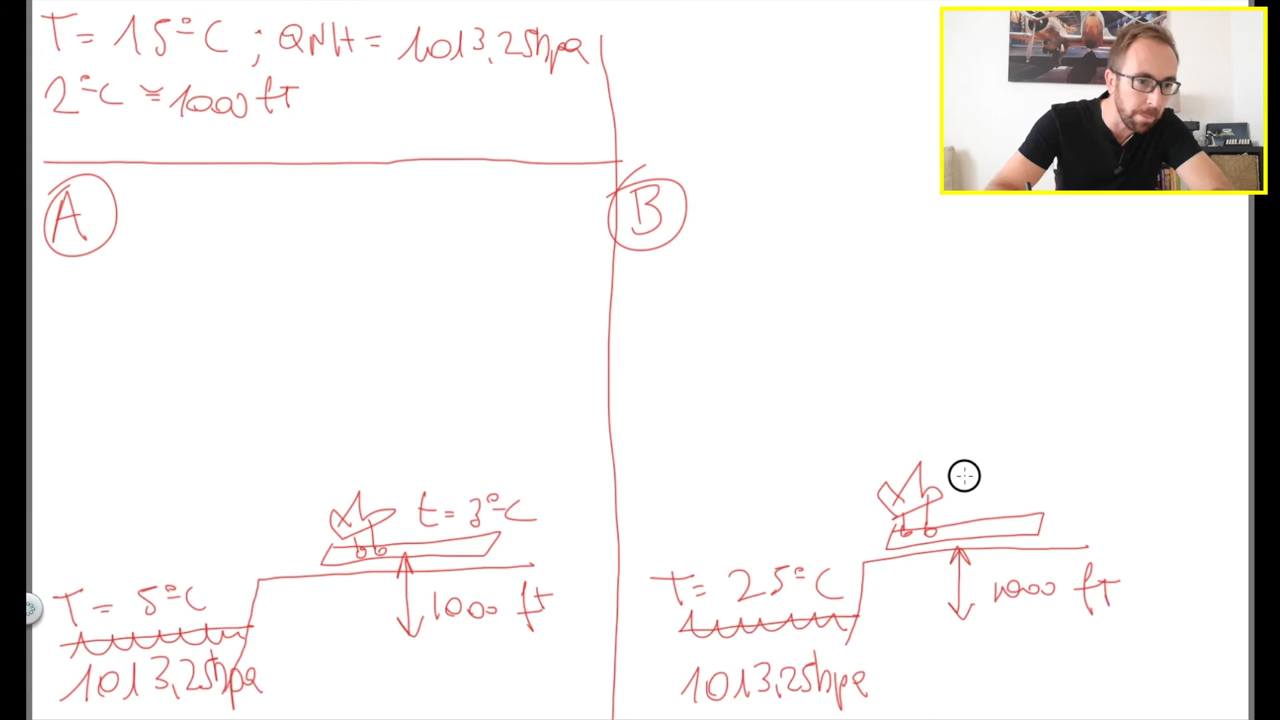 T = 15°C ; QNH = 1013,25hpa
2°C ≈ 1000 ft
A
B
t = 3°C
T = 5°C
1000 ft
1013,25hpa
T = 25°C
1000 ft
1013,25hpa